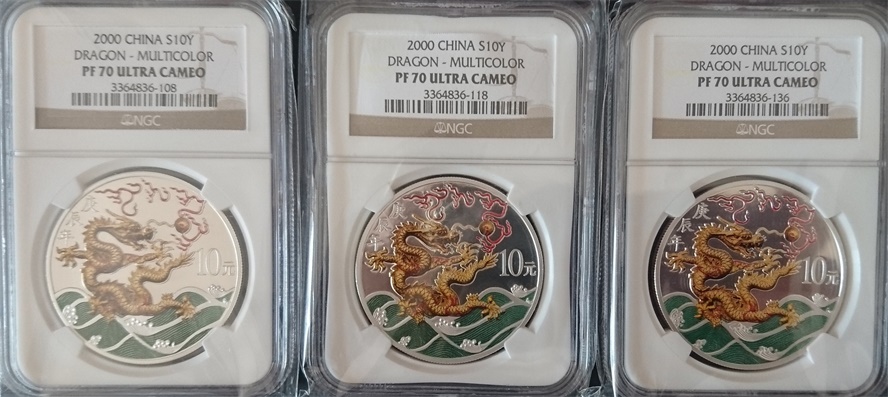 2000 CHINA S10Y
DRAGON - MULTICOLOR
PF 70 ULTRA CAMEO
3364836-108
NGC
庚辰年
10元
2000 CHINA S10Y
DRAGON - MULTICOLOR
PF 70 ULTRA CAMEO
3364836-118
NGC
庚辰年
10元
2000 CHINA S10Y
DRAGON - MULTICOLOR
PF 70 ULTRA CAMEO
3364836-136
NGC
庚辰年
10元